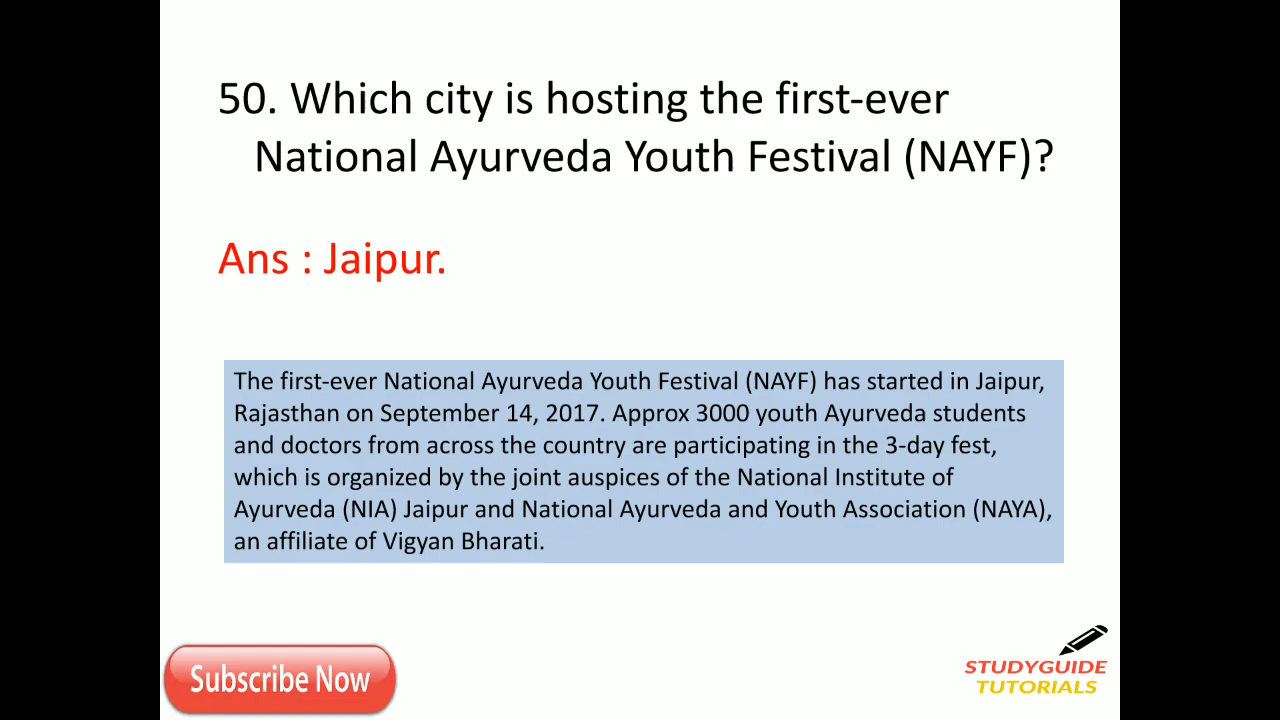 50. Which city is hosting the first-ever
National Ayurveda Youth Festival (NAYF)?
Ans : Jaipur.
The first-ever National Ayurveda Youth Festival (NAYF) has started in Jaipur,
Rajasthan on September 14, 2017. Approx 3000 youth Ayurveda students
and doctors from across the country are participating in the 3-day fest,
which is organized by the joint auspices of the National Institute of
Ayurveda (NIA) Jaipur and National Ayurveda and Youth Association (NAYA),
an affiliate of Vigyan Bharati.
Subscribe Now
STUDYGUIDE
TUTORIALS